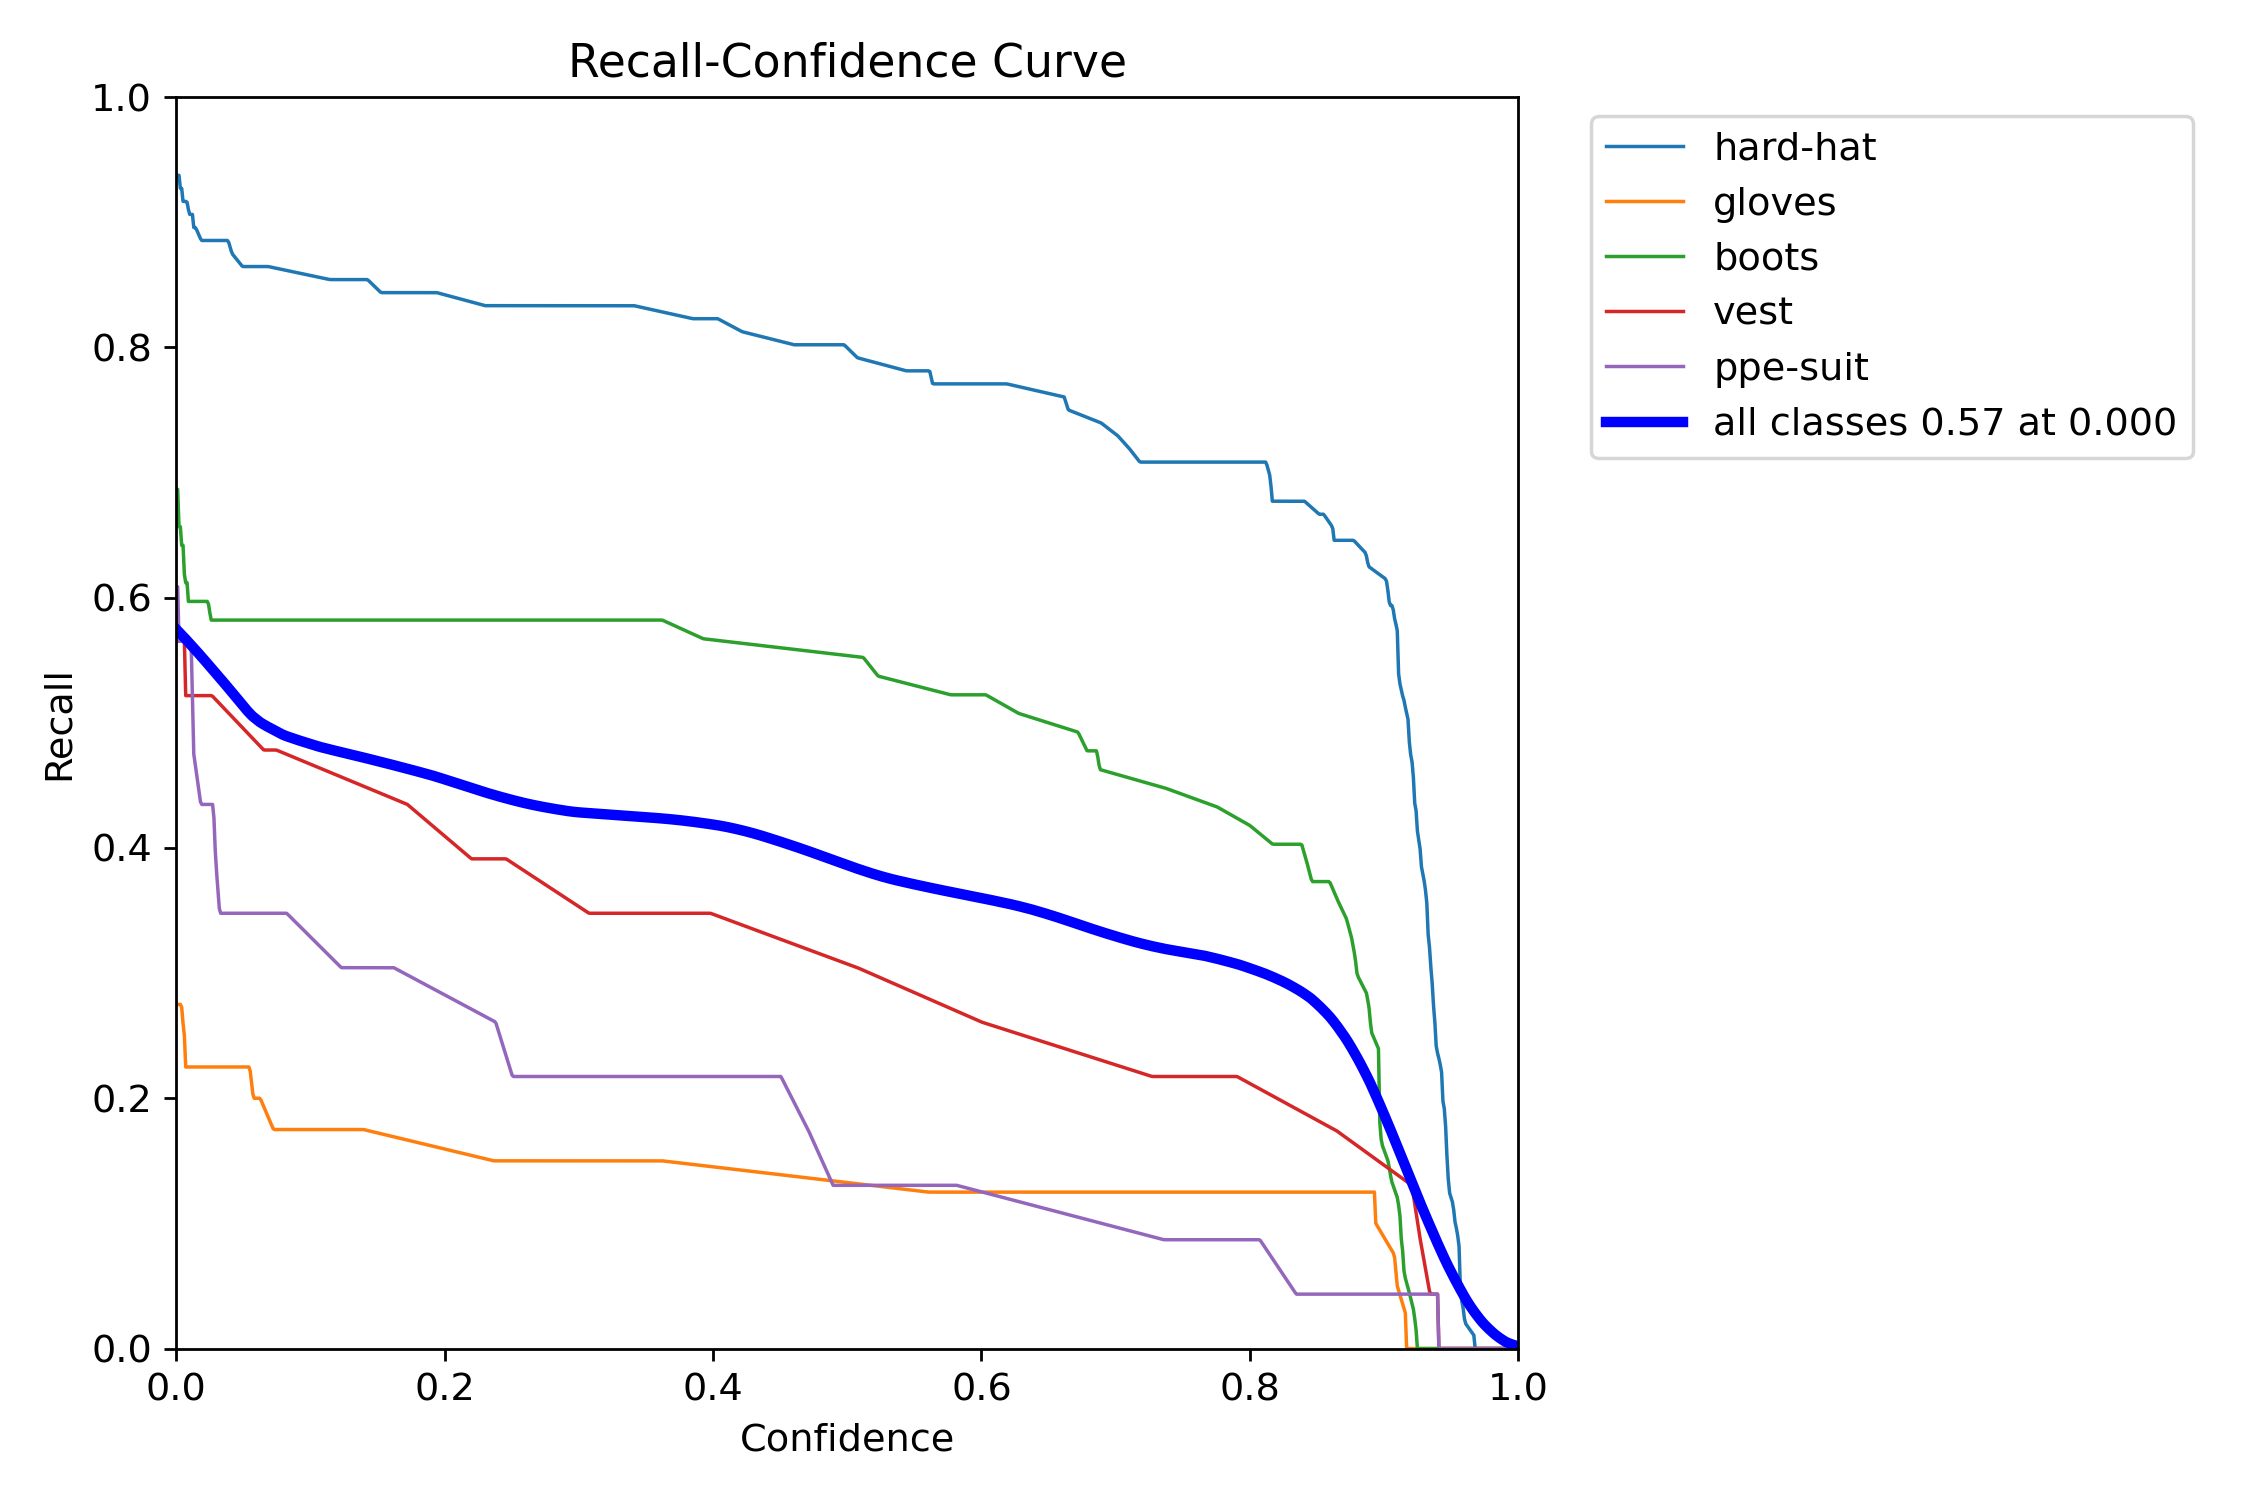 Recall-Confidence Curve
1.0
0.8
0.6
0.4
0.2
0.0
Recall
0.0 0.2 0.4 0.6 0.8 1.0
Confidence
hard-hat
gloves
boots
vest
ppe-suit
all classes 0.57 at 0.000